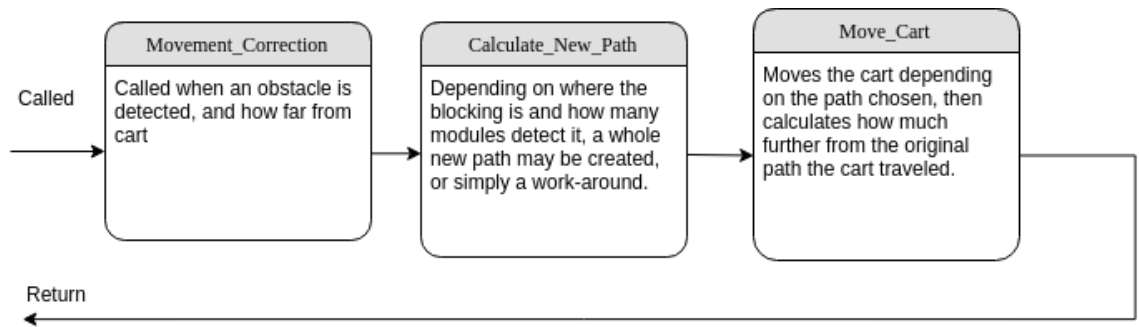 Movement_Correction
Called when an obstacle is
detected, and how far from
cart
Calculate_New_Path
Depending on where the
blocking is and how many
modules detect it, a whole
new path may be created,
or simply a work-around.
Move_Cart
Moves the cart depending
on the path chosen, then
calculates how much
further from the original
path the cart traveled.
Called
Return